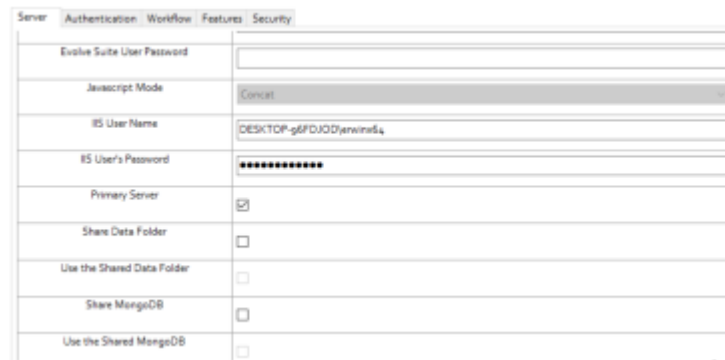 Server Authentication Workflow Features Security
Evolve Suite User Password
Javascript Mode
Concat
IIS User Name
DESKTOP-g6FDJOD\erwinx64
IIS User's Password
••••••••••••
Primary Server
Share Data Folder
Use the Shared Data Folder
Share MongoDB
Use the Shared MongoDB